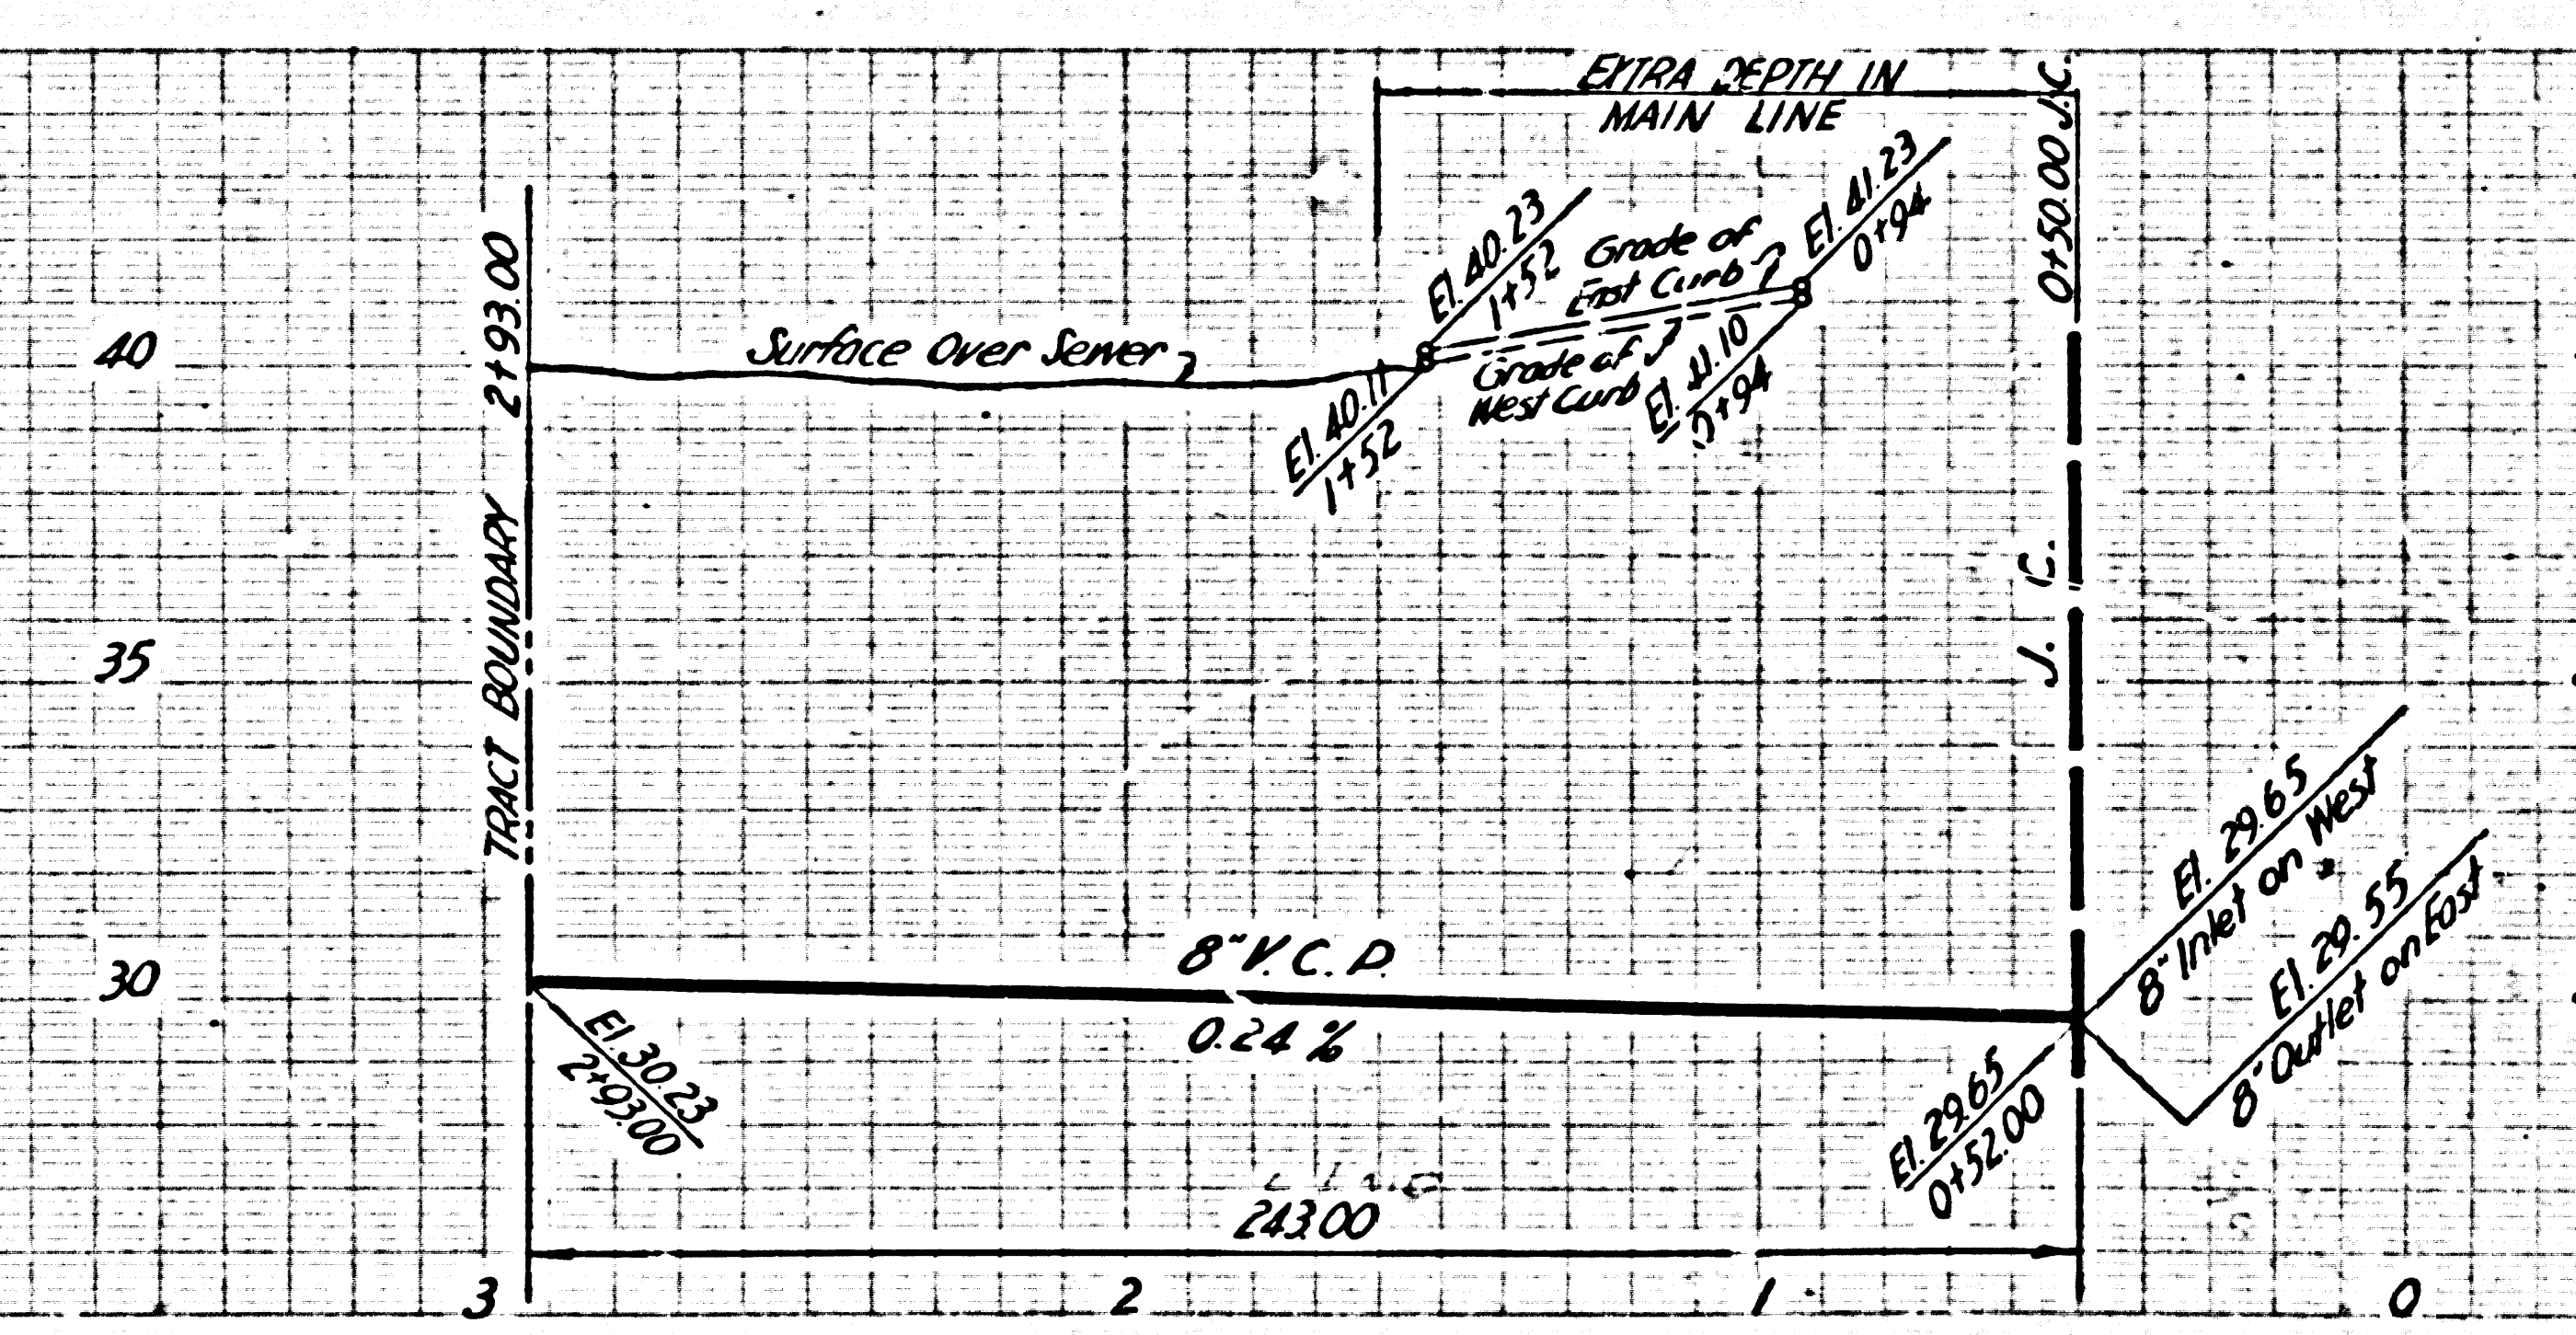 EXTRA DEPTH IN
MAIN LINE
0+50.00 J.C.
2+93.00
TRACT BOUNDARY
El. 40.23
1+52
Grade of
East Curb
El. 41.23
0+94
40
Surface Over Sewer
El. 40.11
1+52
Grade of
West Curb
El. 41.10
0+94
J. C.
35
El. 29.65
8" Inlet on West
El. 29.55
8" Outlet on East
30
8" V.C.P.
0.24 %
El. 30.23
2+93.00
El. 29.65
0+52.00
243.00
3
2
1
0